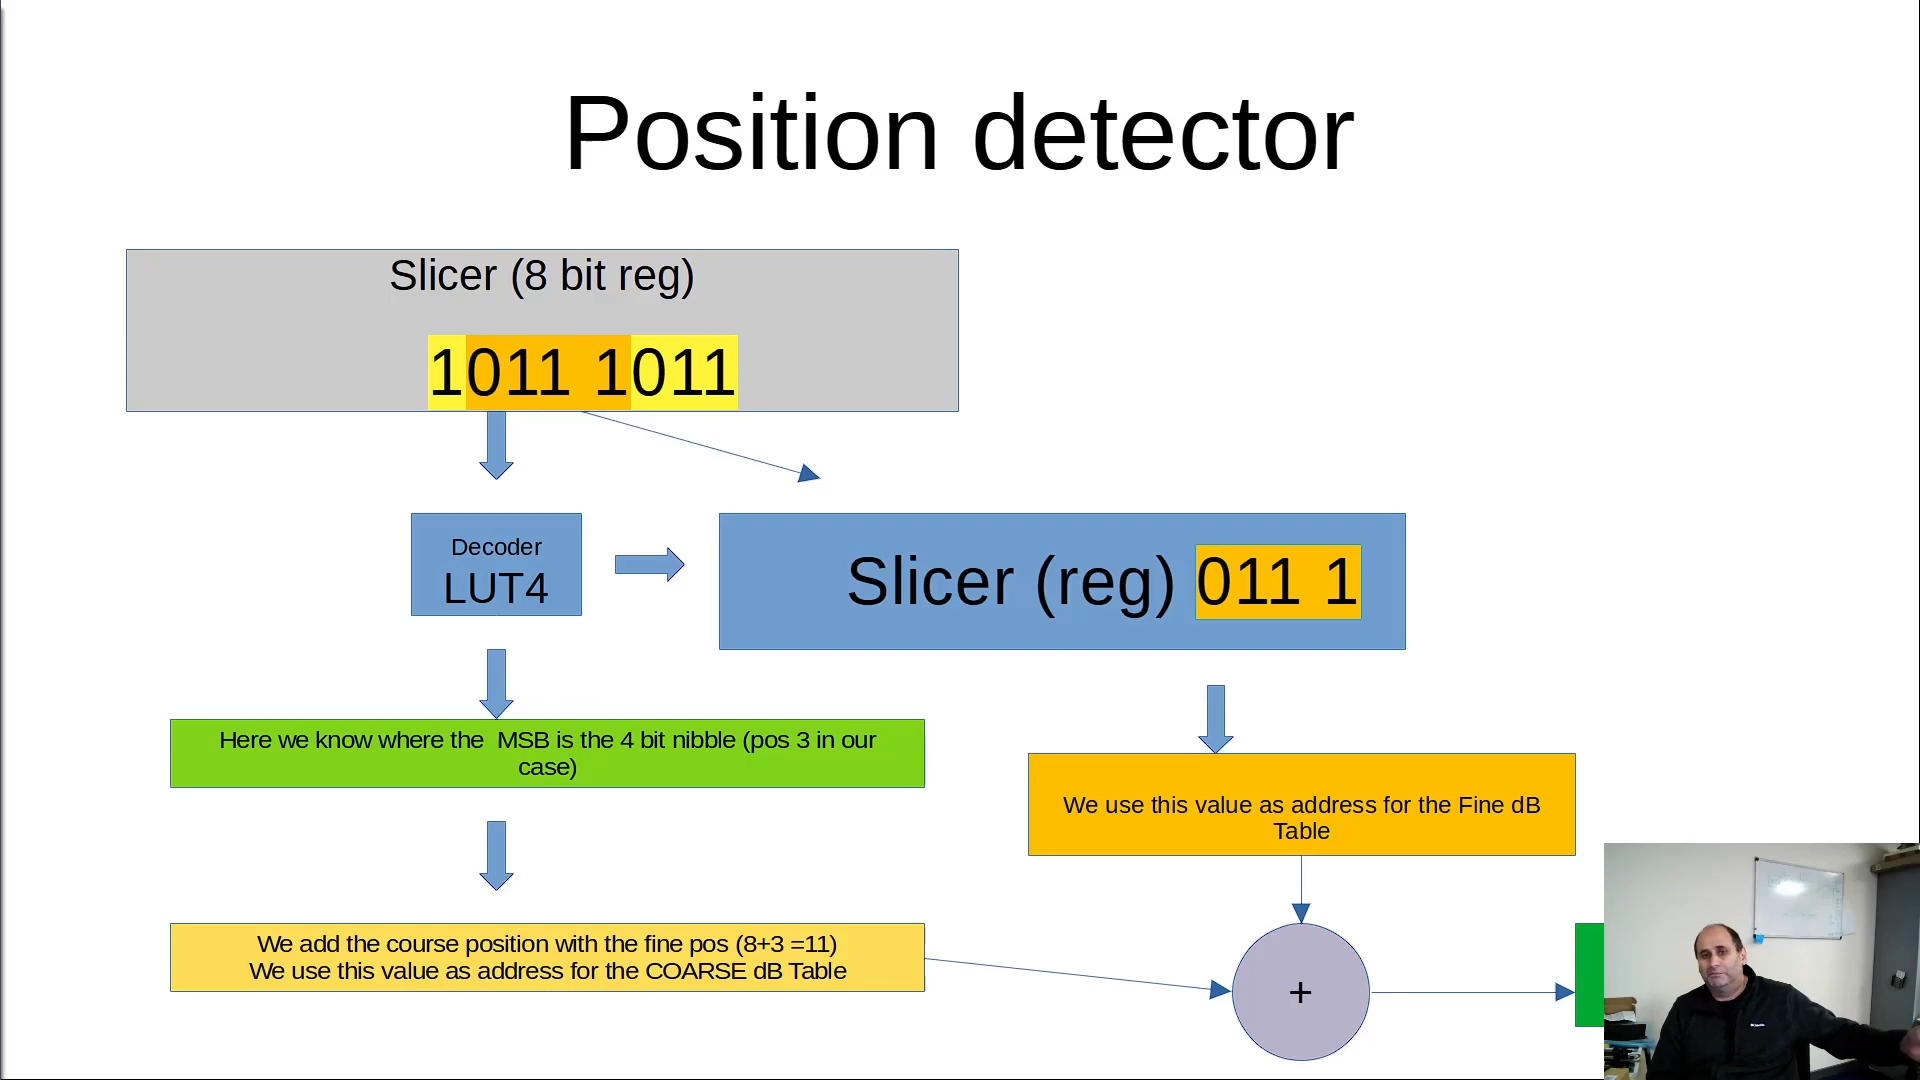 Position detector
Slicer (8 bit reg)
1011 1011
Decoder
LUT4
Slicer (reg) 011 1
Here we know where the MSB is the 4 bit nibble (pos 3 in our
case)
We use this value as address for the Fine dB
Table
We add the course position with the fine pos (8+3 =11)
We use this value as address for the COARSE dB Table
+